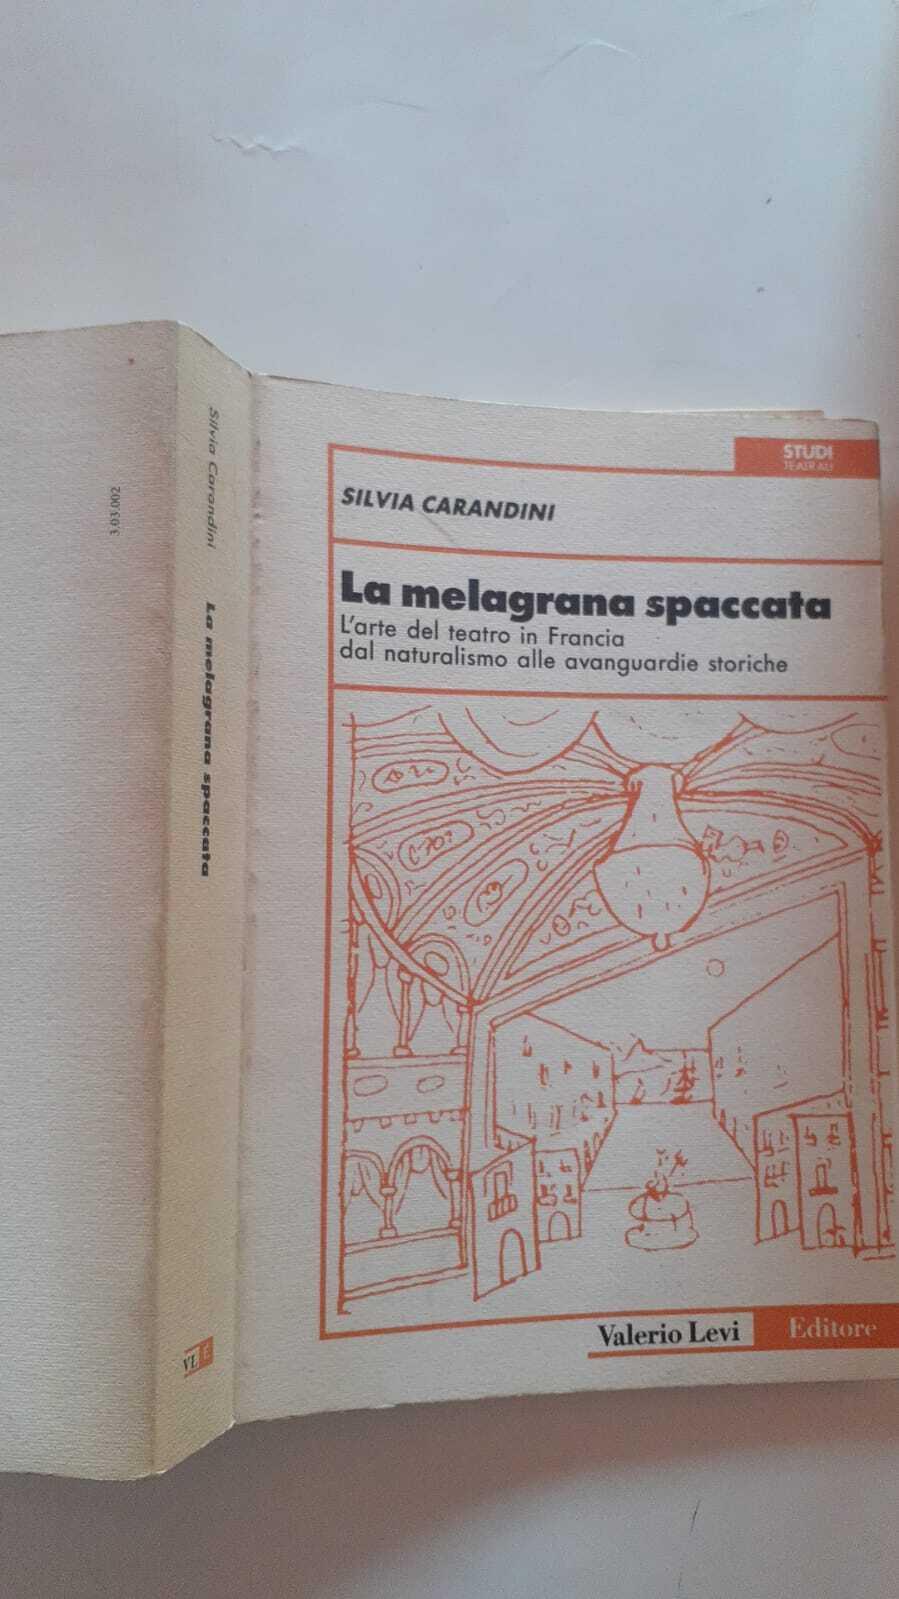 3.03.002
Silvia Carandini La melagrana spaccata
VL E
STUDI
TEATRALI
SILVIA CARANDINI
La melagrana spaccata
L'arte del teatro in Francia
dal naturalismo alle avanguardie storiche
Valerio Levi Editore